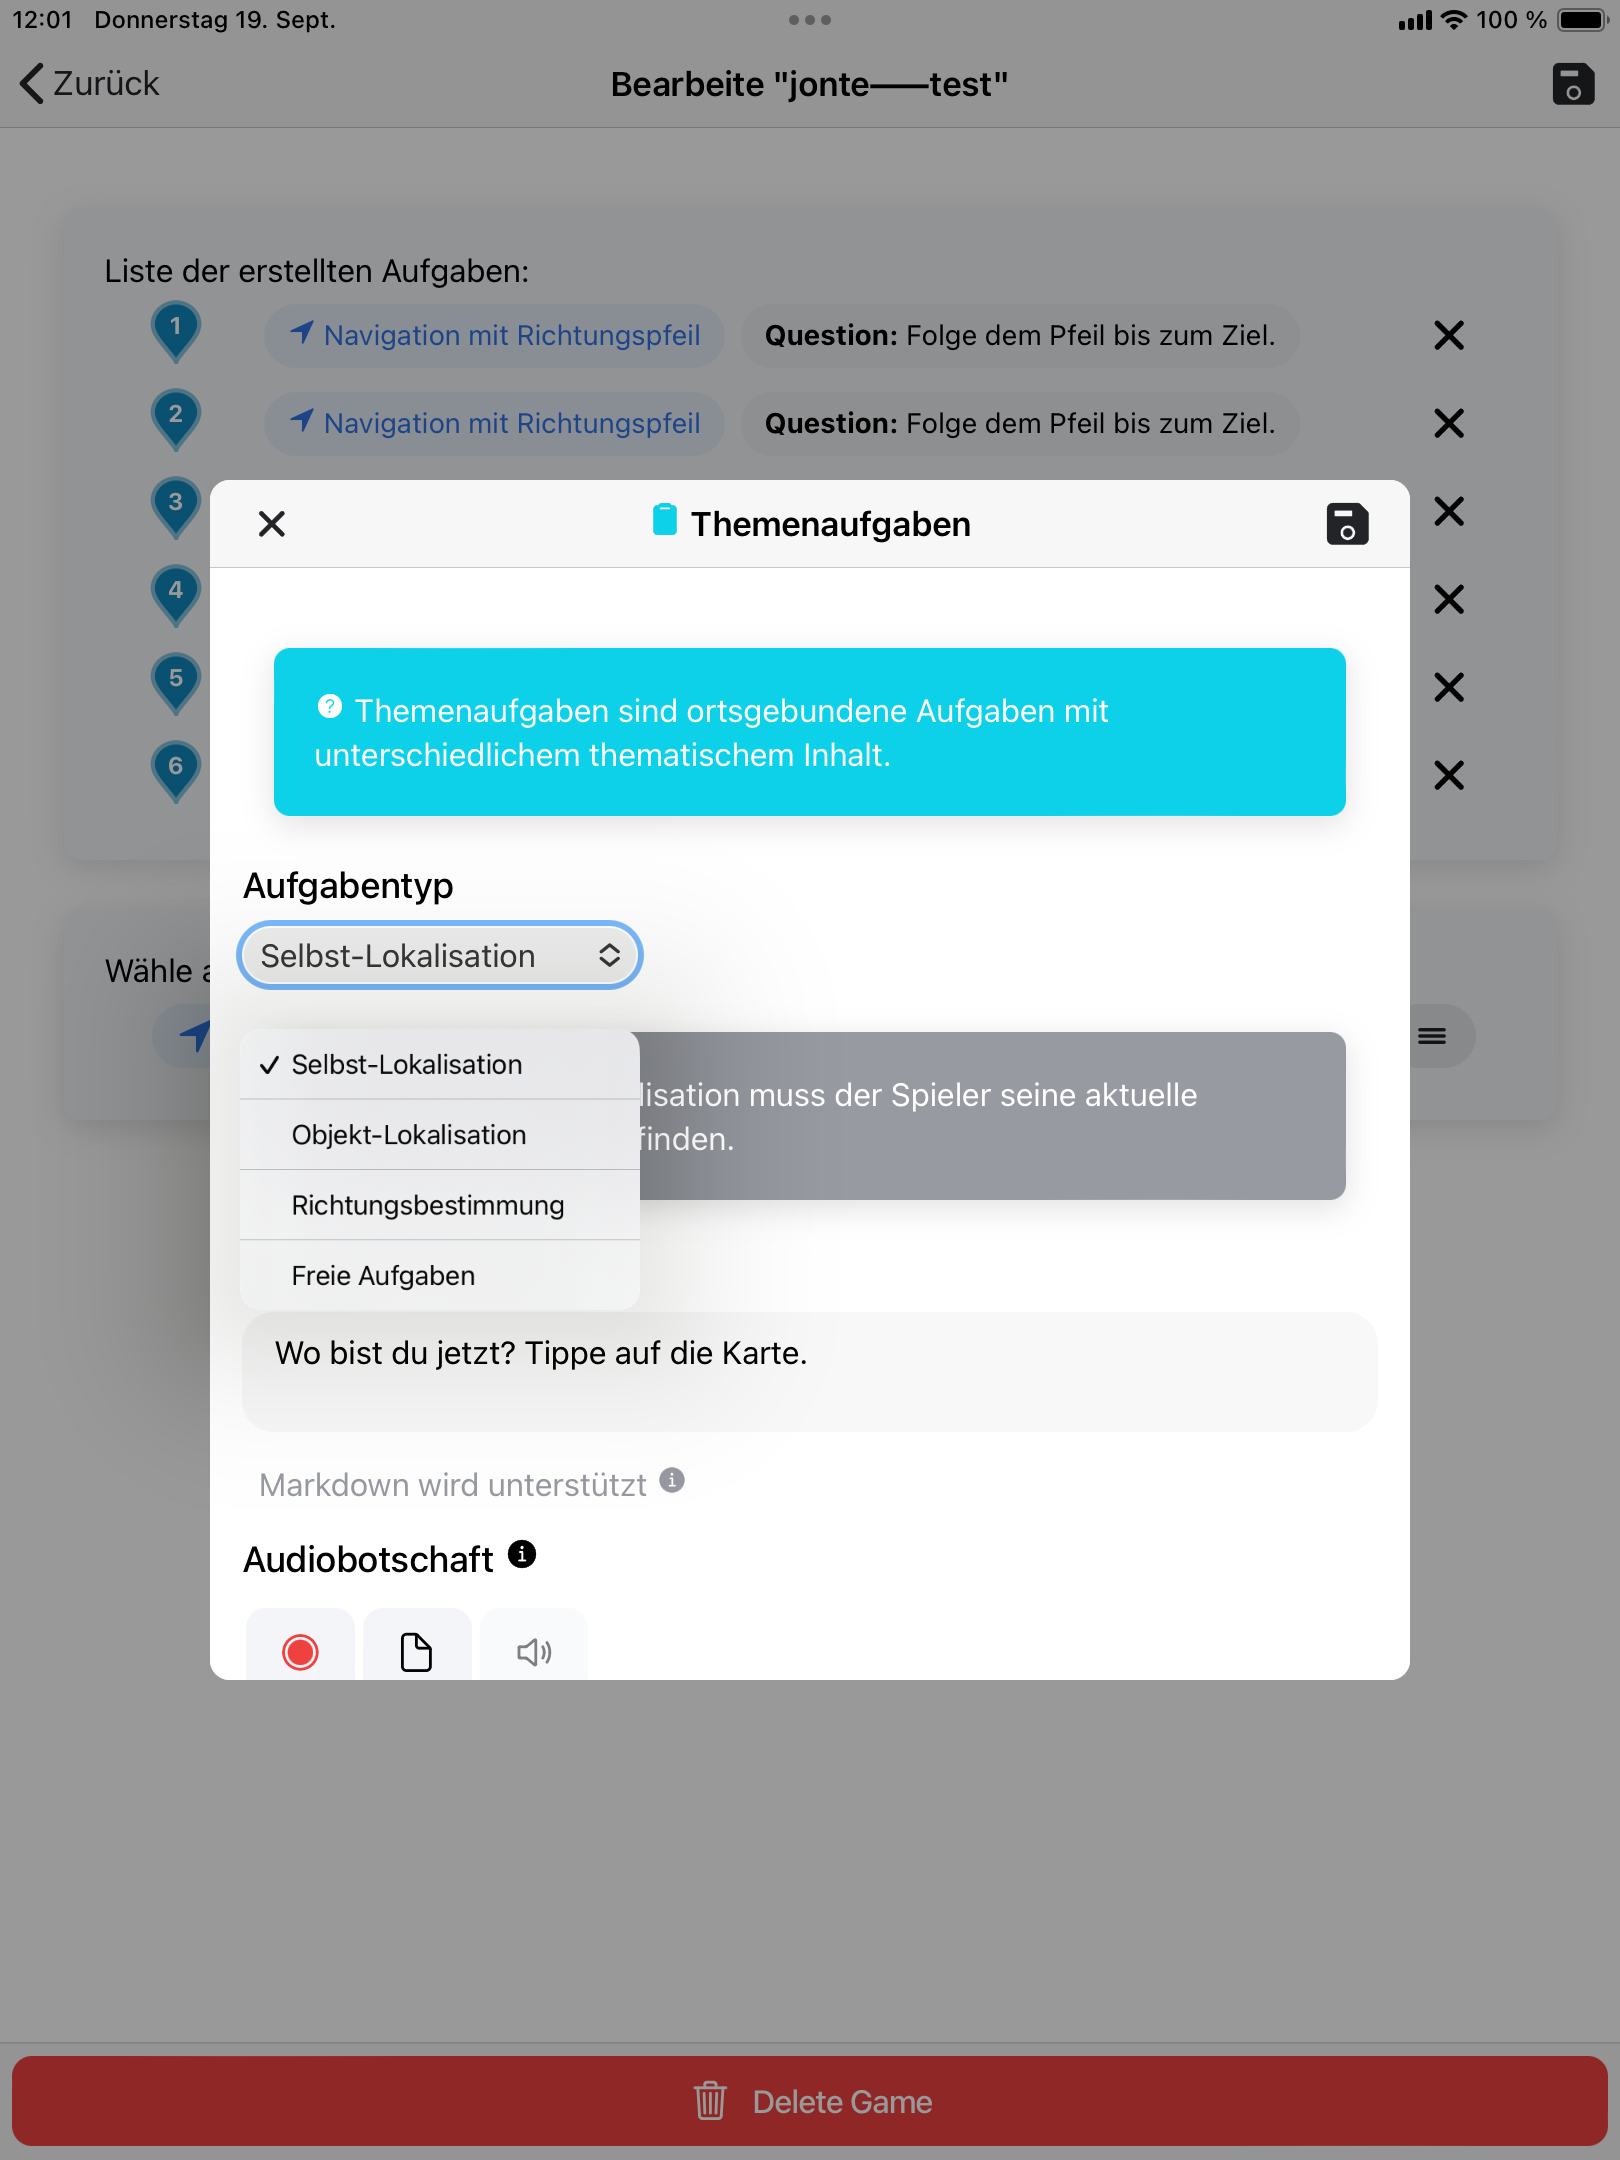 12:01 Donnerstag 19. Sept.
100 %
Zurück
Bearbeite "jonte——test"
Liste der erstellten Aufgaben:
1 Navigation mit Richtungspfeil Question: Folge dem Pfeil bis zum Ziel.
2 Navigation mit Richtungspfeil Question: Folge dem Pfeil bis zum Ziel.
3
4
5
6
Themenaufgaben
Themenaufgaben sind ortsgebundene Aufgaben mit
unterschiedlichem thematischem Inhalt.
Aufgabentyp
Selbst-Lokalisation
Wähle a
Selbst-Lokalisation
Objekt-Lokalisation
Richtungsbestimmung
Freie Aufgaben
lisation muss der Spieler seine aktuelle
finden.
Wo bist du jetzt? Tippe auf die Karte.
Markdown wird unterstützt
Audiobotschaft
Delete Game